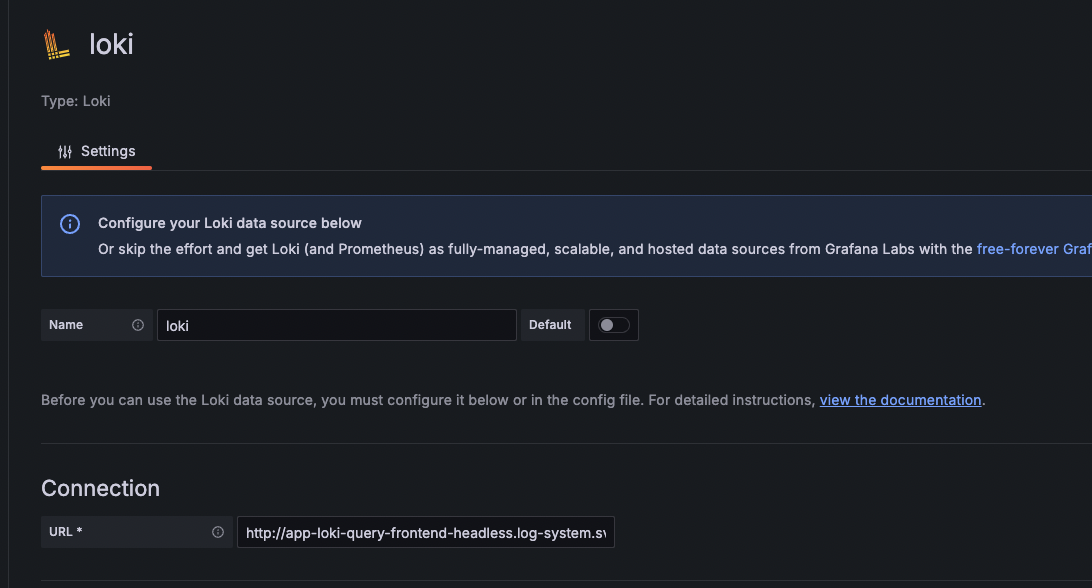 loki
Type: Loki
Settings
Configure your Loki data source below
Or skip the effort and get Loki (and Prometheus) as fully-managed, scalable, and hosted data sources from Grafana Labs with the free-forever Graf
Name
loki
Default
Before you can use the Loki data source, you must configure it below or in the config file. For detailed instructions, view the documentation.
Connection
URL *
http://app-loki-query-frontend-headless.log-system.sv